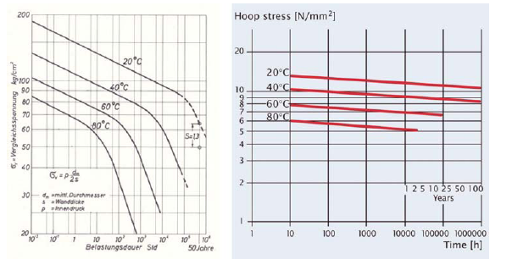 200
σᵥ=Vergleichsspannung kg/cm²
100
90
80
70
60
50
40
30
20
20°C
40°C
60°C
80°C
S=1,3
σᵥ = p · dₘ/2s
dₘ = mittl. Durchmesser
s = Wanddicke
p = Innendruck
10⁻² 10⁻¹ 1 10 10² 10³ 10⁴ 10⁵ 10⁶
Belastungsdauer Std 50 Jahre
Hoop stress [N/mm²]
20
10
9
8
7
6
5
4
3
2
1
20°C
40°C
60°C
80°C
1 2 5 10 25 50 100
Years
1 10 100 1000 10000 100000 1000000
Time [h]